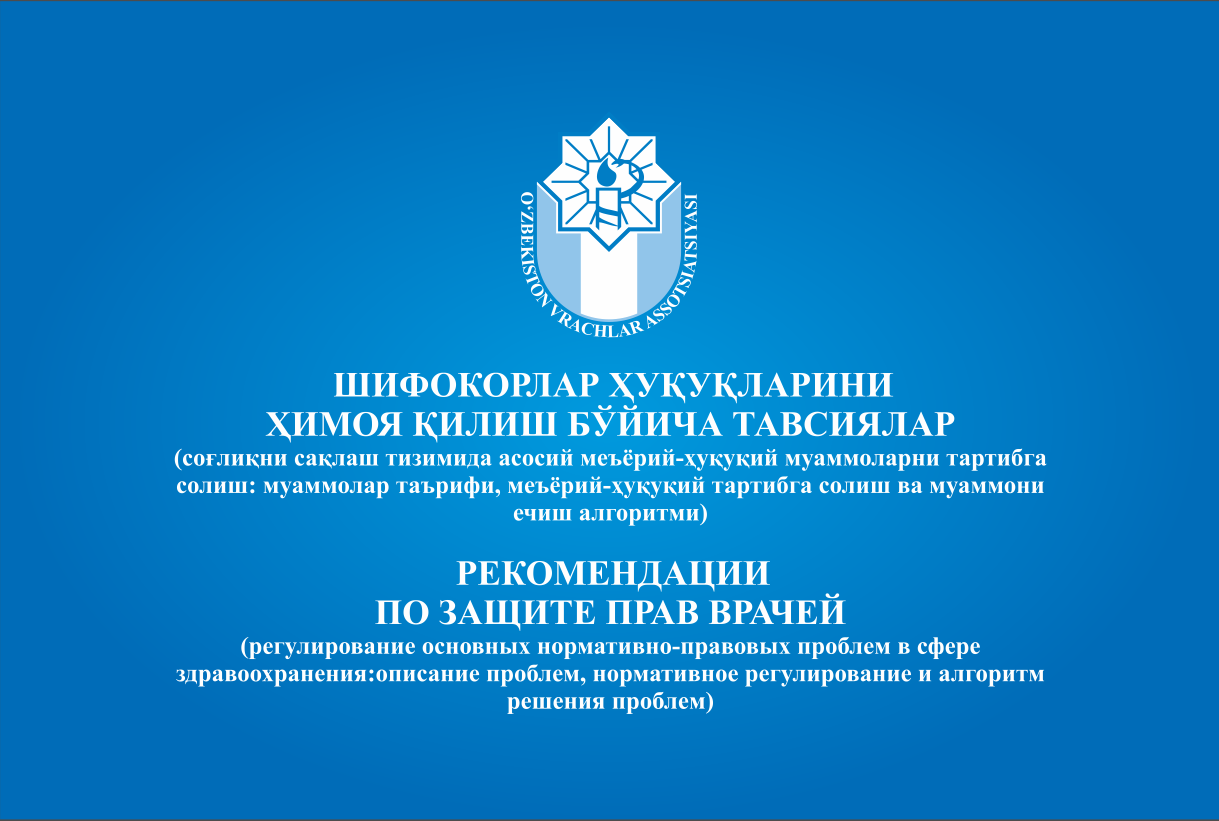 O‘ZBEKISTON VRACHLAR ASSOTSIATSIYASI
ШИФОКОРЛАР ҲУҚУҚЛАРИНИ
ҲИМОЯ ҚИЛИШ БЎЙИЧА ТАВСИЯЛАР
(соғлиқни сақлаш тизимида асосий меъёрий-ҳуқуқий муаммоларни тартибга
солиш: муаммолар таърифи, меъёрий-ҳуқуқий тартибга солиш ва муаммони
ечиш алгоритми)
РЕКОМЕНДАЦИИ
ПО ЗАЩИТЕ ПРАВ ВРАЧЕЙ
(регулирование основных нормативно-правовых проблем в сфере
здравоохранения:описание проблем, нормативное регулирование и алгоритм
решения проблем)